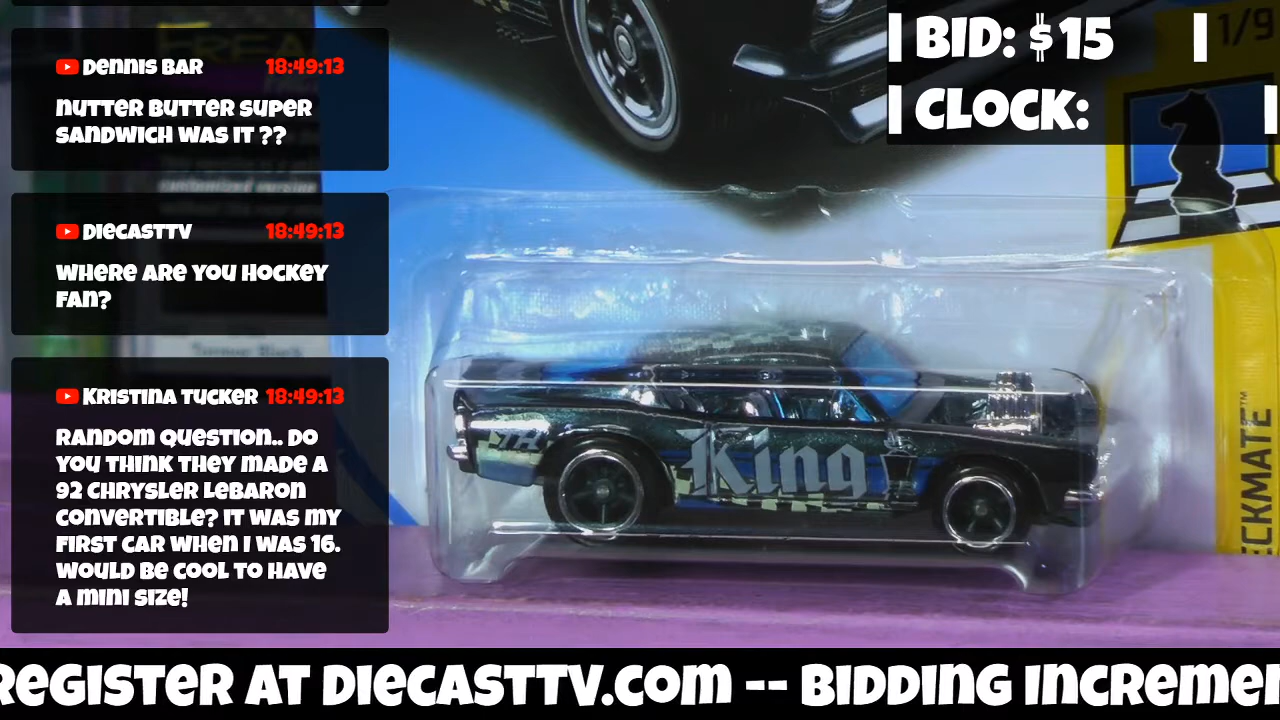 DENNIS BAR 18:49:13
NUTTER BUTTER SUPER
SANDWICH WAS IT ??
DIECASTTV 18:49:13
WHERE ARE YOU HOCKEY
FAN?
KRISTINA TUCKER 18:49:13
RANDOM QUESTION.. DO
YOU THINK THEY MADE A
92 CHRYSLER LEBARON
CONVERTIBLE? IT WAS MY
FIRST CAR WHEN I WAS 16.
WOULD BE COOL TO HAVE
A MINI SIZE!
| BID: $15 |
| CLOCK: |
1/9
ECKMATE™
King
REGISTER AT DIECASTTV.COM -- BIDDING INCREMEN